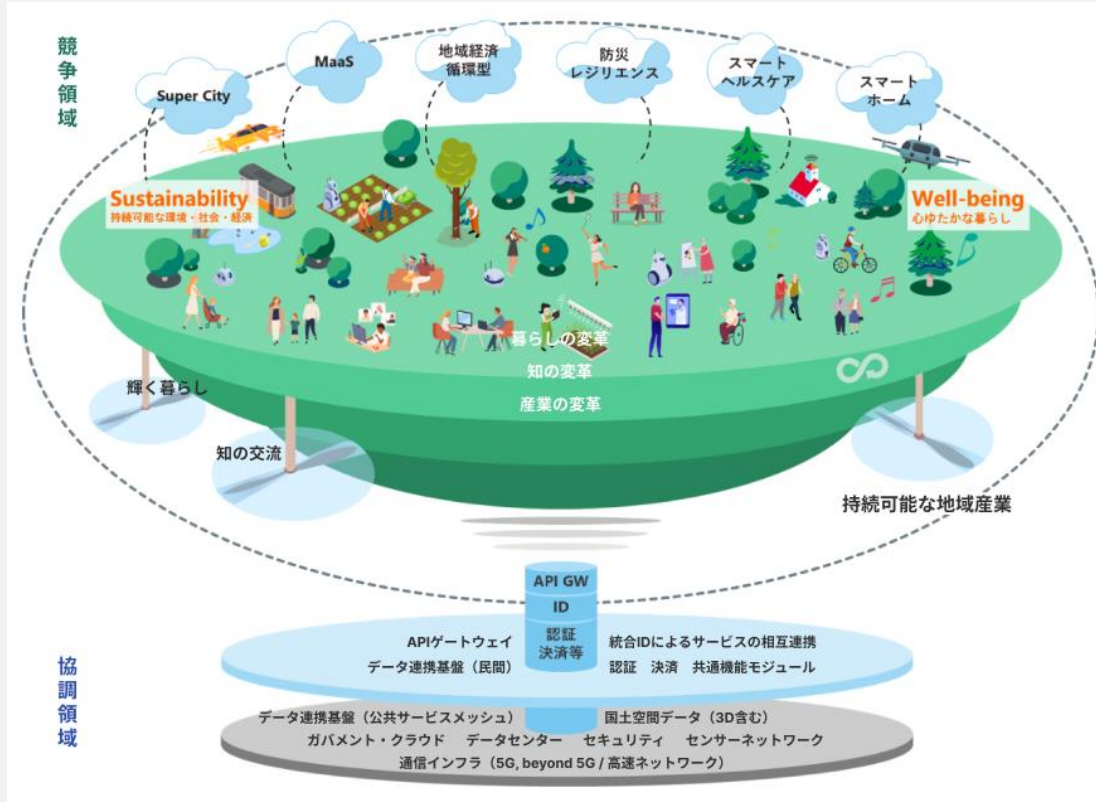 競争領域
Super City
MaaS
地域経済
循環型
防災
レジリエンス
スマート
ヘルスケア
スマート
ホーム
Sustainability
持続可能な環境・社会・経済
Well-being
心ゆたかな暮らし
暮らしの変革
知の変革
産業の変革
輝く暮らし
知の交流
持続可能な地域産業
協調領域
API GW
ID
認証
決済等
APIゲートウェイ
統合IDによるサービスの相互連携
データ連携基盤（民間）
認証 決済 共通機能モジュール
データ連携基盤（公共サービスメッシュ）
国土空間データ（3D含む）
ガバメント・クラウド データセンター セキュリティ センサーネットワーク
通信インフラ（5G, beyond 5G / 高速ネットワーク）